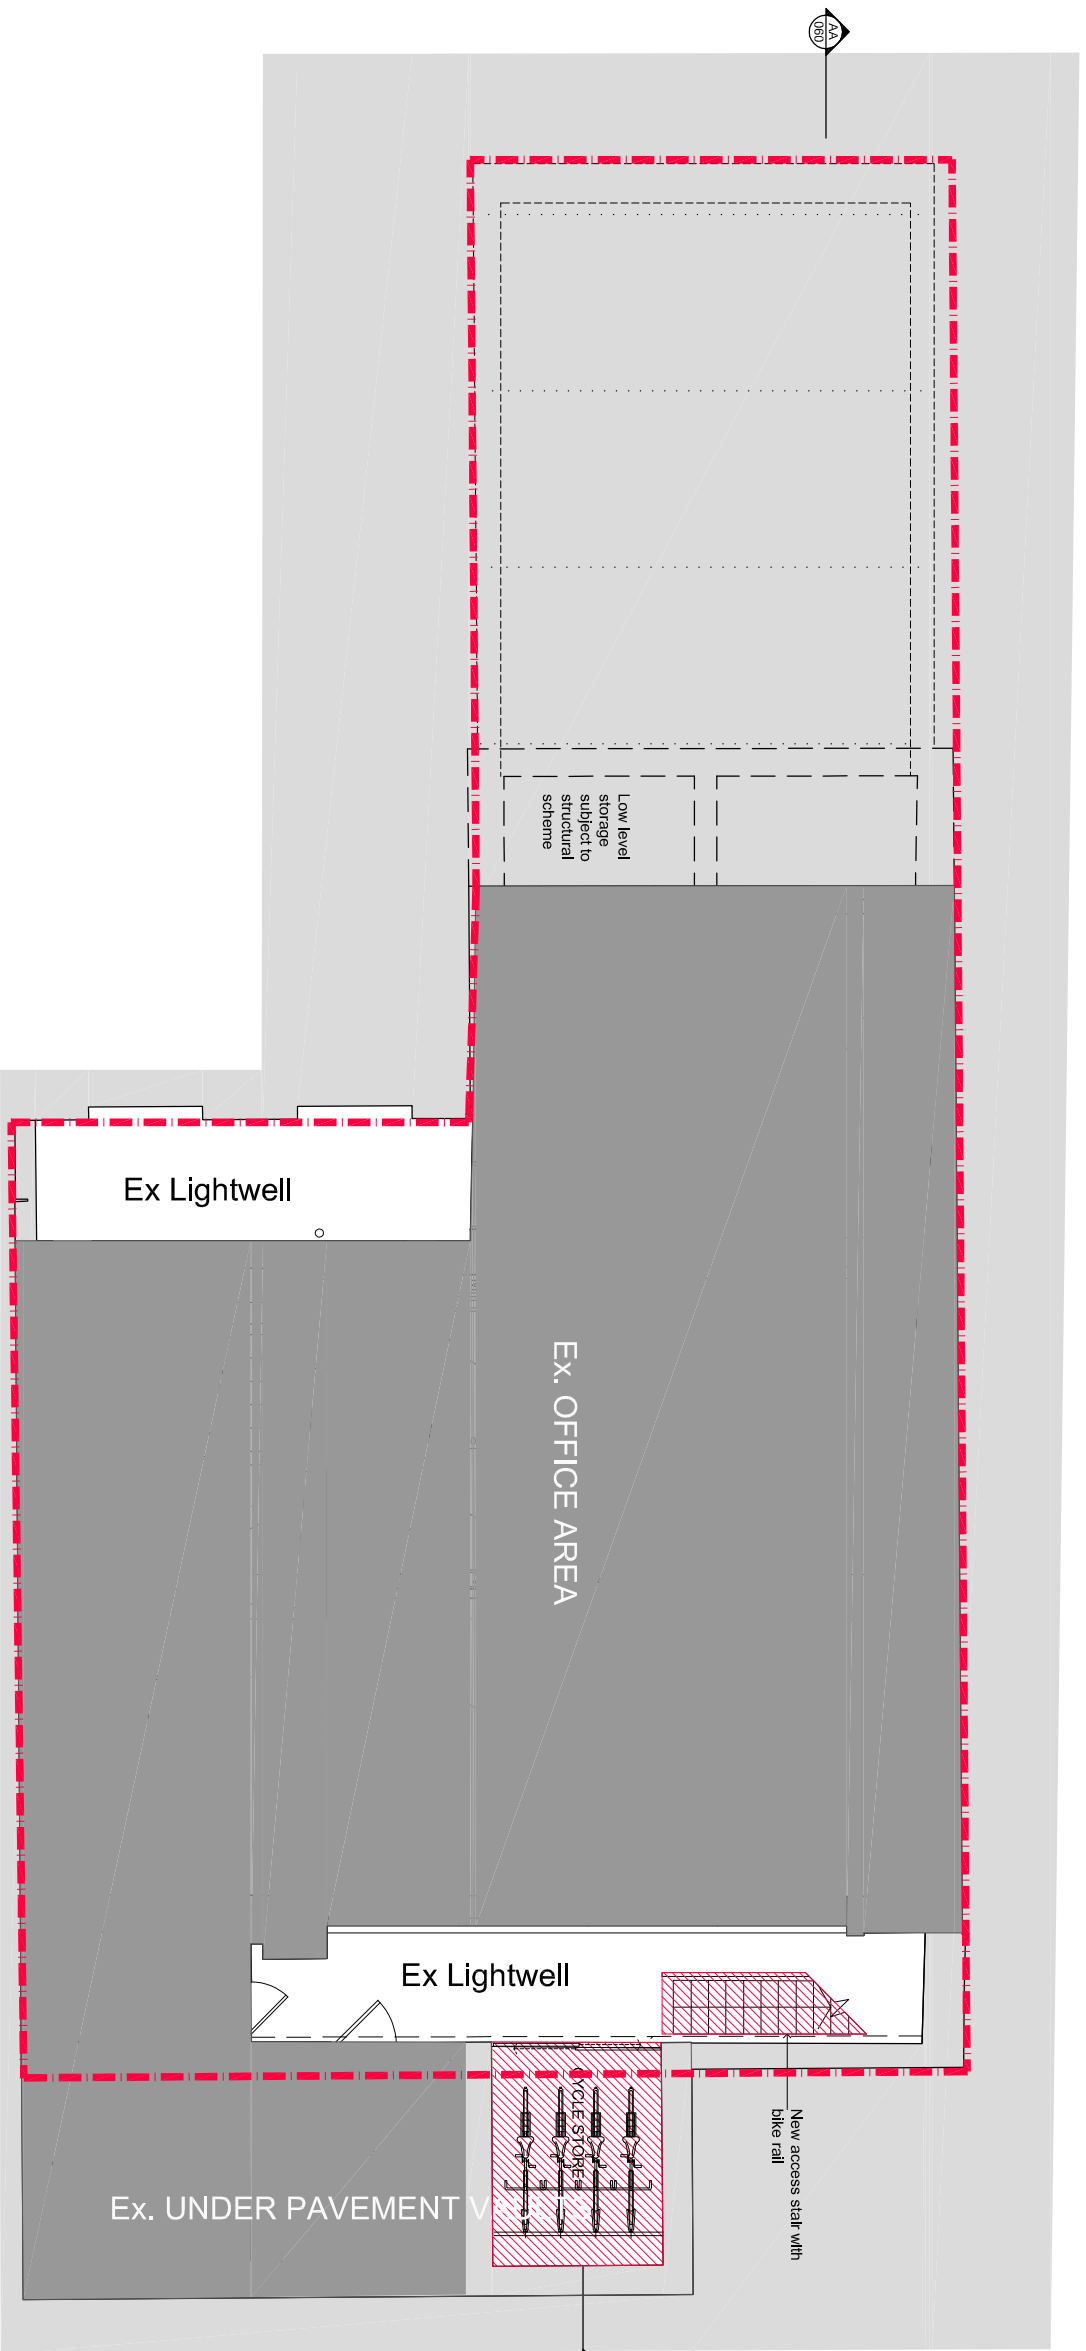 AA
060
Low level
storage
subject to
structural
scheme
Ex Lightwell
Ex. OFFICE AREA
Ex Lightwell
CYCLE STORE
New access stair with
bike rail
Ex. UNDER PAVEMENT